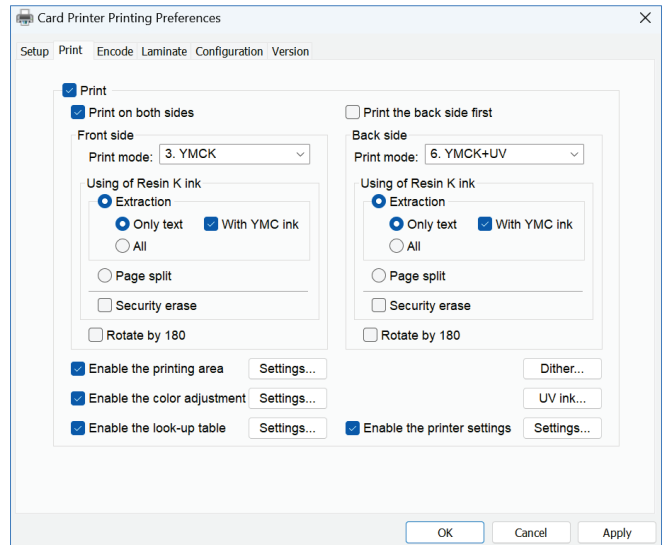 Card Printer Printing Preferences
Setup Print Encode Laminate Configuration Version
Print
Print on both sides Print the back side first
Front side Back side
Print mode: 3. YMCK Print mode: 6. YMCK+UV
Using of Resin K ink Using of Resin K ink
Extraction Extraction
Only text With YMC ink Only text With YMC ink
All All
Page split Page split
Security erase Security erase
Rotate by 180 Rotate by 180
Enable the printing area Settings... Dither...
Enable the color adjustment Settings... UV ink...
Enable the look-up table Settings... Enable the printer settings Settings...
OK Cancel Apply